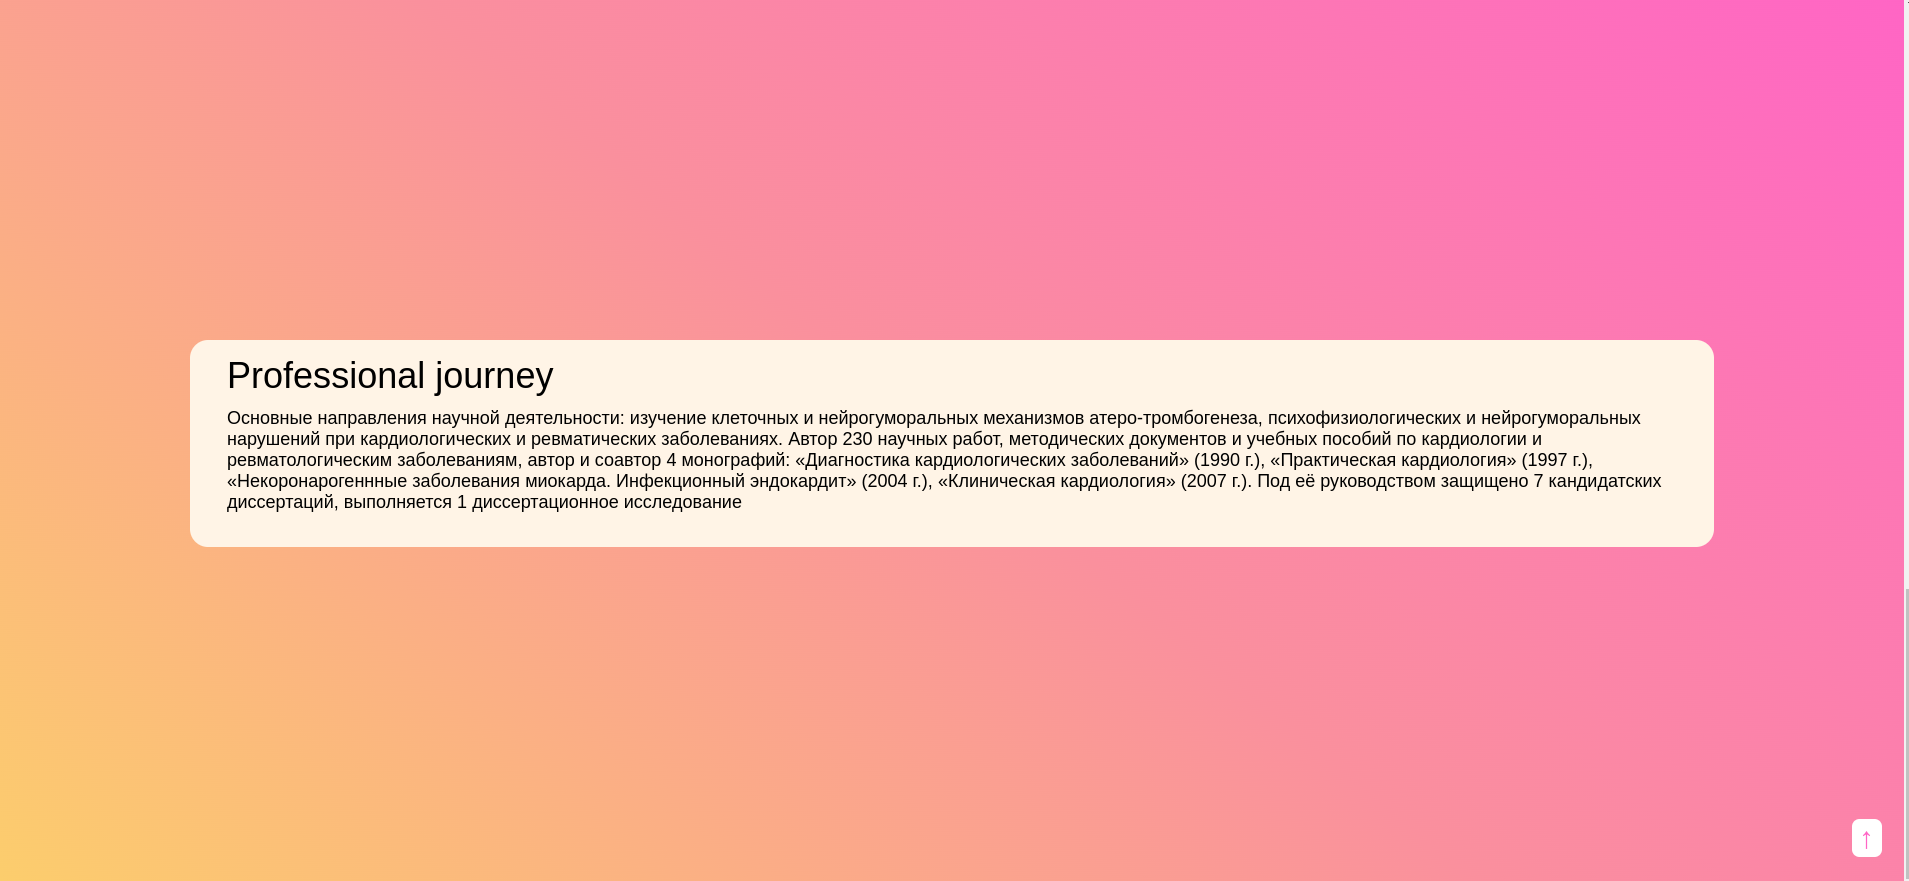 Professional journey
Основные направления научной деятельности: изучение клеточных и нейрогуморальных механизмов атеро-тромбогенеза, психофизиологических и нейрогуморальных
нарушений при кардиологических и ревматических заболеваниях. Автор 230 научных работ, методических документов и учебных пособий по кардиологии и
ревматологическим заболеваниям, автор и соавтор 4 монографий: «Диагностика кардиологических заболеваний» (1990 г.), «Практическая кардиология» (1997 г.),
«Некоронарогеннные заболевания миокарда. Инфекционный эндокардит» (2004 г.), «Клиническая кардиология» (2007 г.). Под её руководством защищено 7 кандидатских
диссертаций, выполняется 1 диссертационное исследование
↑